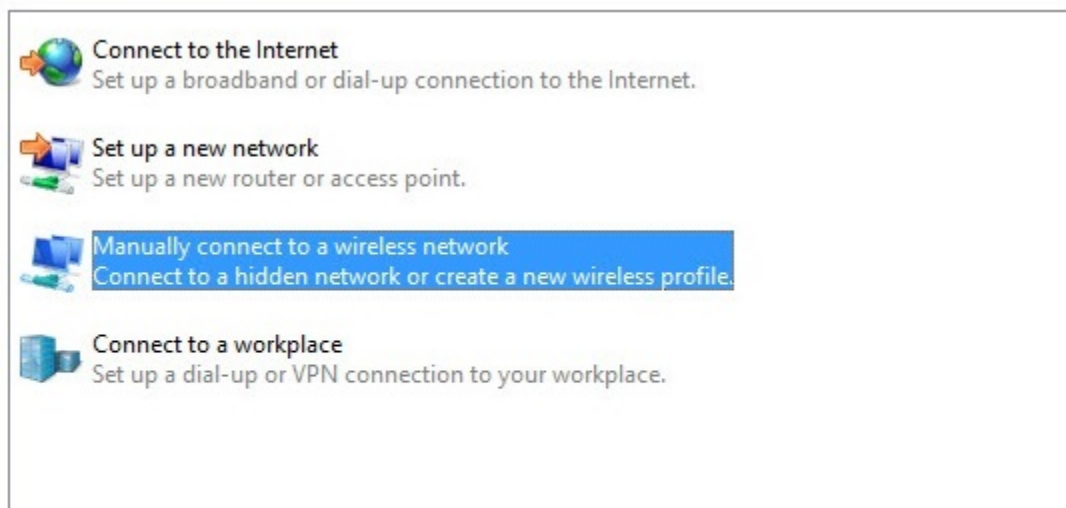 Connect to the Internet
Set up a broadband or dial-up connection to the Internet.
Set up a new network
Set up a new router or access point.
Manually connect to a wireless network
Connect to a hidden network or create a new wireless profile.
Connect to a workplace
Set up a dial-up or VPN connection to your workplace.